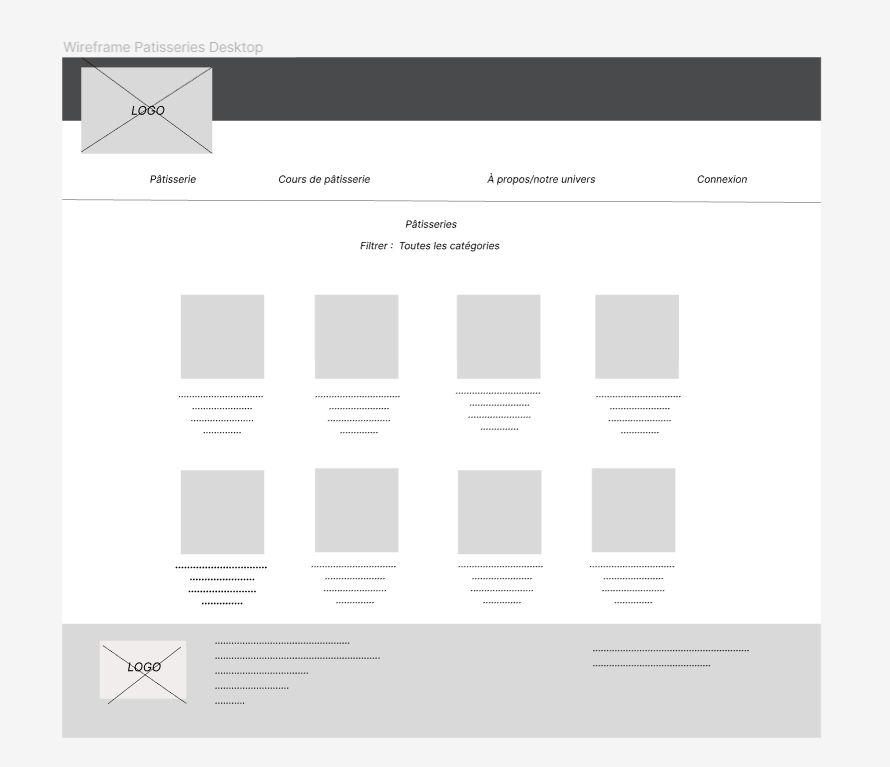 Wireframe Patisseries Desktop
LOGO
Pâtisserie Cours de pâtisserie À propos/notre univers Connexion
Pâtisseries
Filtrer : Toutes les catégories
LOGO